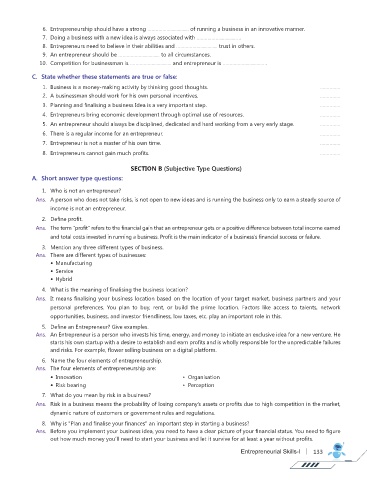 6. Entrepreneurship should have a strong .......................... of running a business in an innovative manner.
7. Doing a business with a new idea is always associated with ..........................
8. Entrepreneurs need to believe in their abilities and .......................... trust in others.
9. An entrepreneur should be .......................... to all circumstances.
10. Competition for businessman is .......................... and entrepreneur is ..........................
C. State whether these statements are true or false:
1. Business is a money-making activity by thinking good thoughts. ............
2. A businessman should work for his own personal incentives. ............
3. Planning and finalising a business Idea is a very important step. ............
4. Entrepreneurs bring economic development through optimal use of resources. ............
5. An entrepreneur should always be disciplined, dedicated and hard working from a very early stage. ............
6. There is a regular income for an entrepreneur. ............
7. Entrepreneur is not a master of his own time. ............
8. Entrepreneurs cannot gain much profits. ............
SECTION B (Subjective Type Questions)
A. Short answer type questions:
1. Who is not an entrepreneur?
Ans. A person who does not take risks, is not open to new ideas and is running the business only to earn a steady source of
income is not an entrepreneur.
2. Define profit.
Ans. The term "profit" refers to the financial gain that an entrepreneur gets or a positive difference between total income earned
and total costs invested in running a business. Profit is the main indicator of a business's financial success or failure.
3. Mention any three different types of business.
Ans. There are different types of businesses:
• Manufacturing
• Service
• Hybrid
4. What is the meaning of finalising the business location?
Ans. It means finalising your business location based on the location of your target market, business partners and your
personal preferences. You plan to buy, rent, or build the prime location. Factors like access to talents, network
opportunities, business, and investor friendliness, low taxes, etc. play an important role in this.
5. Define an Entrepreneur? Give examples.
Ans. An Entrepreneur is a person who invests his time, energy, and money to initiate an exclusive idea for a new venture. He
starts his own startup with a desire to establish and earn profits and is wholly responsible for the unpredictable failures
and risks. For example, flower selling business on a digital platform.
6. Name the four elements of entrepreneurship.
Ans. The four elements of entrepreneurship are:
• Innovation • Organisation
• Risk bearing • Perception
7. What do you mean by risk in a business?
Ans. Risk in a business means the probability of losing company's assets or profits due to high competition in the market,
dynamic nature of customers or government rules and regulations.
8. Why is "Plan and finalise your finances" an important step in starting a business?
Ans. Before you implement your business idea, you need to have a clear picture of your financial status. You need to figure
out how much money you'll need to start your business and let it survive for at least a year without profits.
Entrepreneurial Skills-I | 133